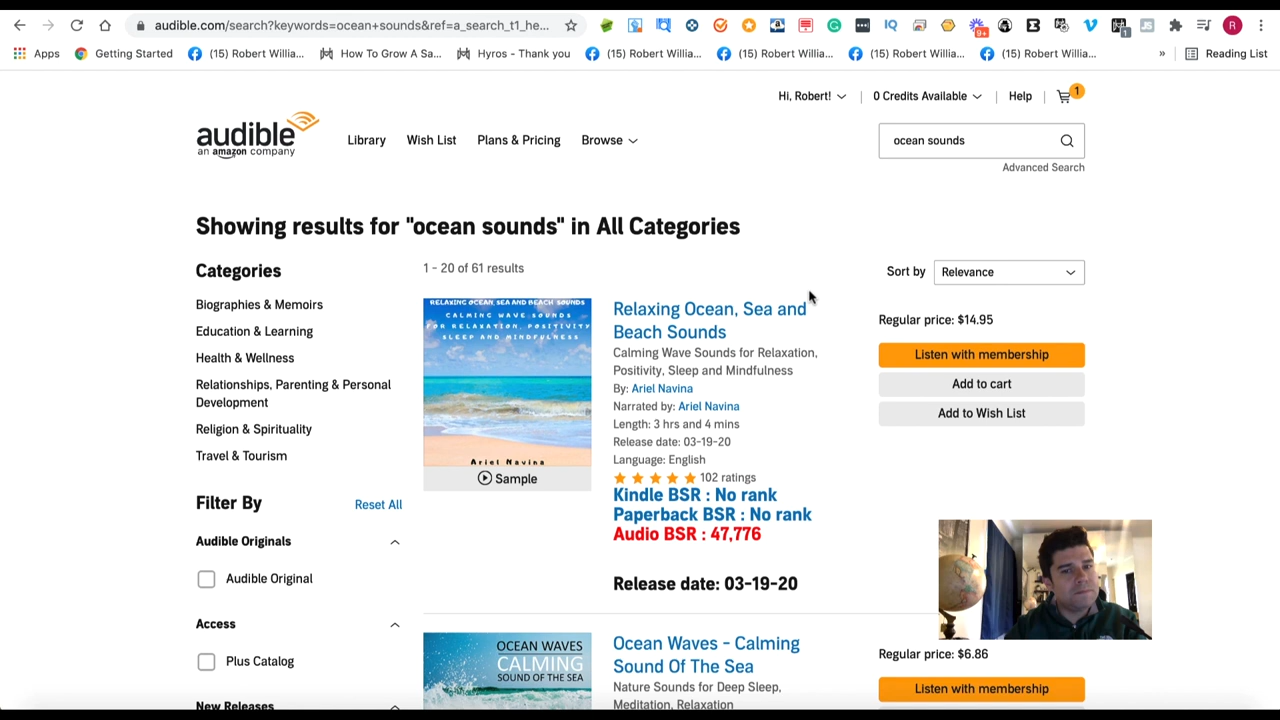 audible.com/search?keywords=ocean+sounds&ref=a_search_t1_he...
IQ
9+
JS
1
R
Apps
Getting Started
(15) Robert Willia...
How To Grow A Sa...
Hyros - Thank you
(15) Robert Willia...
(15) Robert Willia...
(15) Robert Willia...
(15) Robert Willia...
»
Reading List
Hi, Robert!
0 Credits Available
Help
1
audible
an amazon company
Library
Wish List
Plans & Pricing
Browse
ocean sounds
Advanced Search
Showing results for "ocean sounds" in All Categories
Categories
Biographies & Memoirs
Education & Learning
Health & Wellness
Relationships, Parenting & Personal
Development
Religion & Spirituality
Travel & Tourism
Filter By
Reset All
Audible Originals
Audible Original
Access
Plus Catalog
New Releases
1 - 20 of 61 results
Sort by
Relevance
RELAXING OCEAN, SEA AND BEACH SOUNDS
CALMING WAVE SOUNDS
FOR RELAXATION, POSITIVITY
SLEEP AND MINDFULNESS
Ariel Navina
Sample
Relaxing Ocean, Sea and
Beach Sounds
Calming Wave Sounds for Relaxation,
Positivity, Sleep and Mindfulness
By: Ariel Navina
Narrated by: Ariel Navina
Length: 3 hrs and 4 mins
Release date: 03-19-20
Language: English
102 ratings
Kindle BSR : No rank
Paperback BSR : No rank
Audio BSR : 47,776
Release date: 03-19-20
Regular price: $14.95
Listen with membership
Add to cart
Add to Wish List
OCEAN WAVES
CALMING
SOUND OF THE SEA
Ocean Waves - Calming
Sound Of The Sea
Nature Sounds for Deep Sleep,
Meditation, Relaxation
Regular price: $6.86
Listen with membership